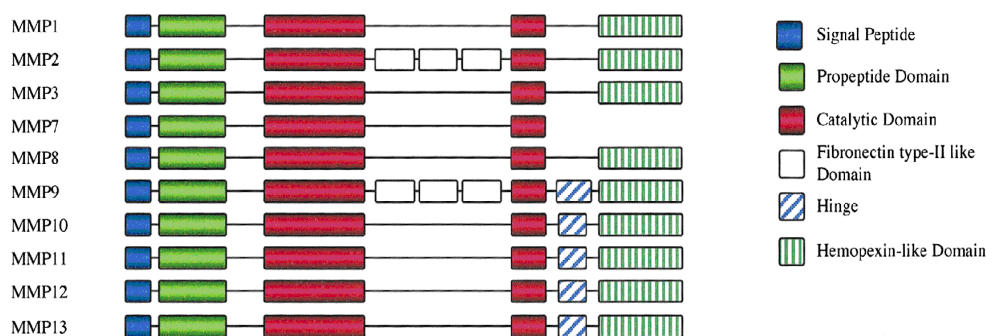 MMP1
MMP2
MMP3
MMP7
MMP8
MMP9
MMP10
MMP11
MMP12
MMP13
Signal Peptide
Propeptide Domain
Catalytic Domain
Fibronectin type-II like
Domain
Hinge
Hemopexin-like Domain